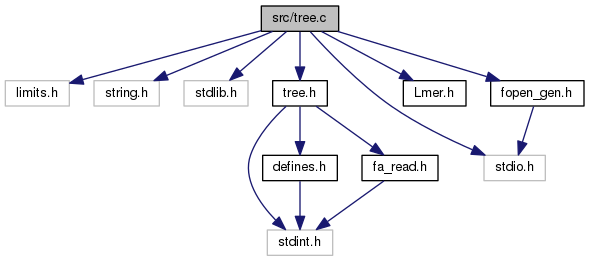 src/tree.c
limits.h
string.h
stdlib.h
tree.h
Lmer.h
fopen_gen.h
defines.h
fa_read.h
stdio.h
stdint.h